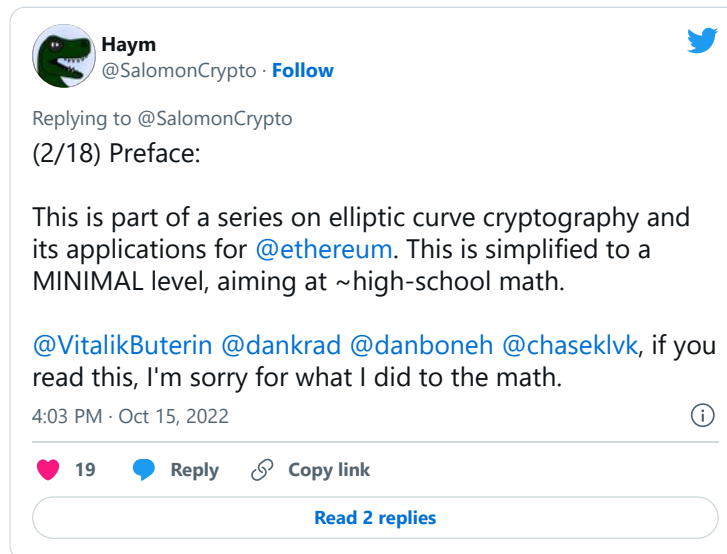 Haym
@SalomonCrypto · Follow
Replying to @SalomonCrypto
(2/18) Preface:
This is part of a series on elliptic curve cryptography and
its applications for @ethereum. This is simplified to a
MINIMAL level, aiming at ~high-school math.
@VitalikButerin @dankrad @danboneh @chaseklvk, if you
read this, I'm sorry for what I did to the math.
4:03 PM · Oct 15, 2022
19 Reply Copy link
Read 2 replies